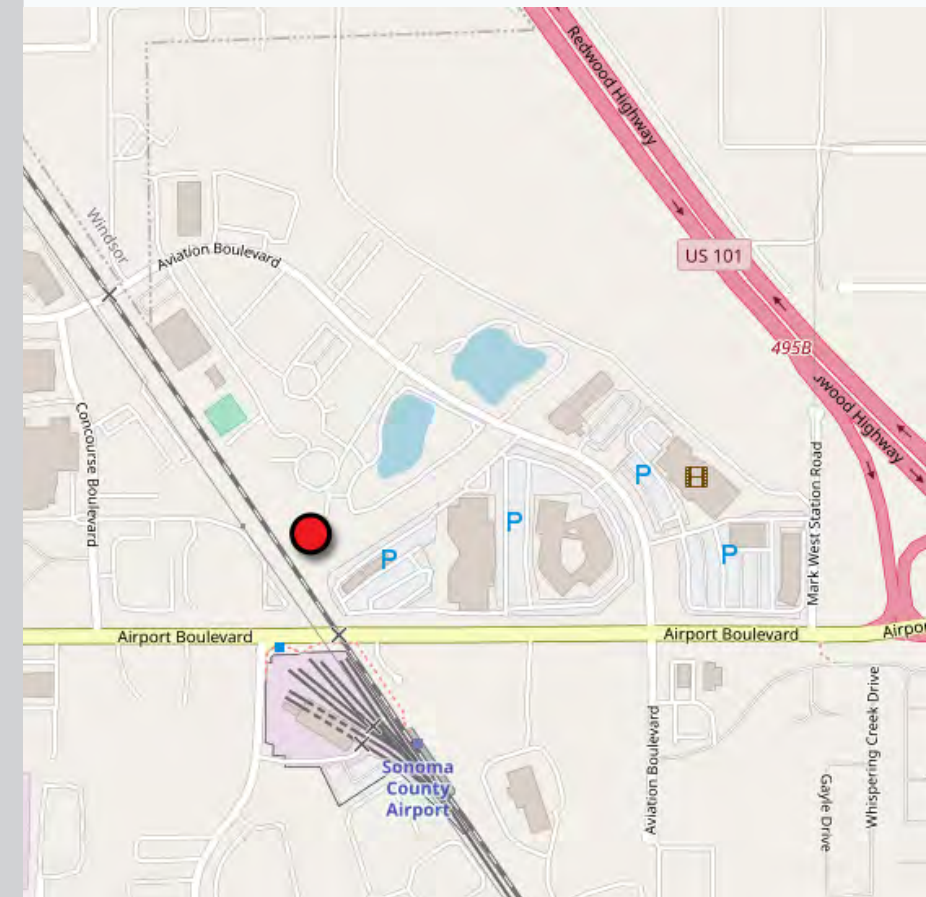 Redwood Highway
Windsor
Aviation Boulevard
US 101
495B
wood Highway
Concourse Boulevard
Mark West Station Road
P
P
P
P
Airport Boulevard
Airport Boulevard
Airpo
Sonoma
County
Airport
Aviation Boulevard
Gayle Drive
Whispering Creek Drive